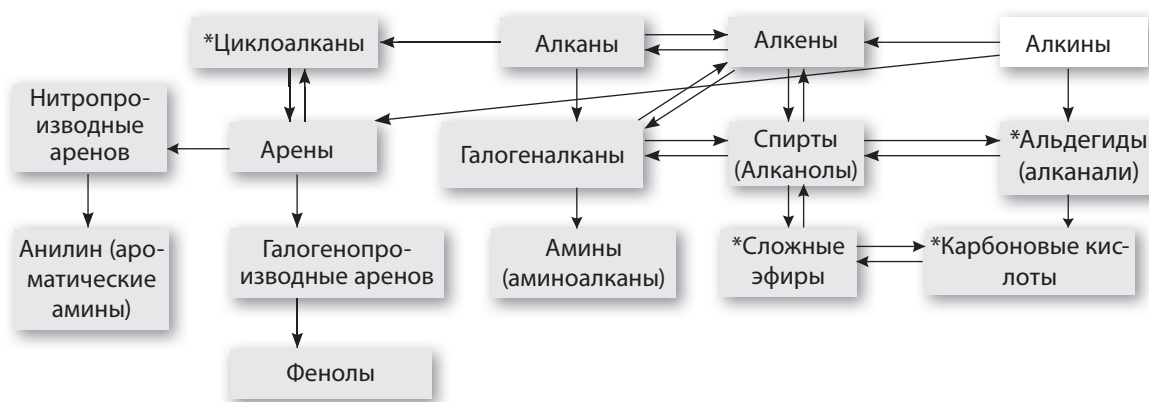 *Циклоалканы
Алканы
Алкены
Алкины
Нитропро-
изводные
аренов
Арены
Галогеналканы
Спирты
(Алканолы)
*Альдегиды
(алканали)
Анилин (аро-
матические
амины)
Галогенопро-
изводные аренов
Амины
(аминоалканы)
*Сложные
эфиры
*Карбоновые кис-
лоты
Фенолы